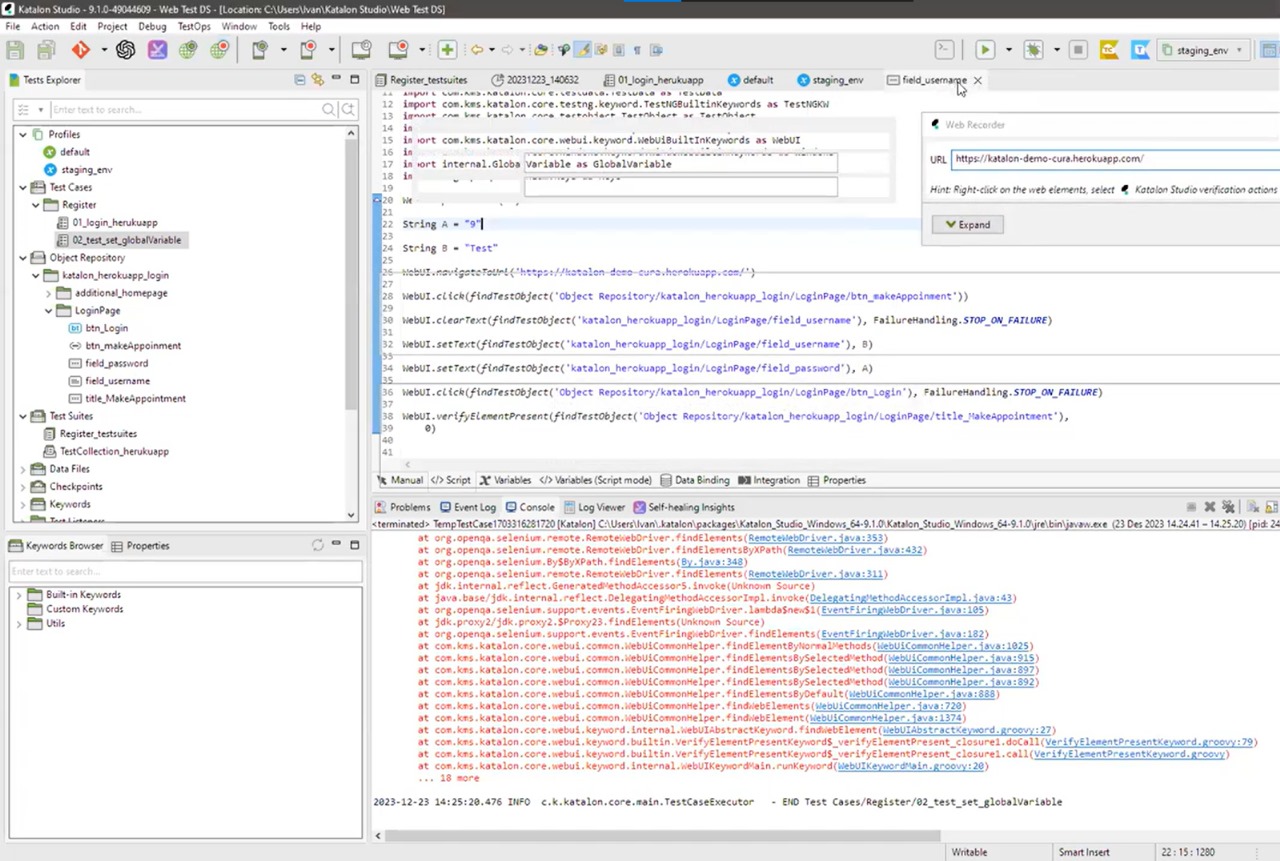 Katalon Studio - 9.1.0-49044609 - Web Test DS - [Location: C:\Users\Ivan\Katalon Studio\Web Test DS]
File Action Edit Project Debug TestOps Window Tools Help
staging_env
Tests Explorer
Enter text to search...
Profiles
default
staging_env
Test Cases
Register
01_login_herukuapp
02_test_set_globalVariable
Object Repository
katalon_herokuapp_login
additional_homepage
LoginPage
btn_Login
btn_makeAppoinment
field_password
field_username
title_MakeAppointment
Test Suites
Register_testsuites
TestCollection_herukuapp
Data Files
Checkpoints
Keywords
Test Listeners
Keywords Browser Properties
Enter text to search...
Built-in Keywords
Custom Keywords
Utils
Register_testsuites 20231223_140632 01_login_herukuapp default staging_env field_username
11 import com.kms.katalon.core.testdata.TestData as TestData
12 import com.kms.katalon.core.testng.keyword.TestNGBuiltinKeywords as TestNGKW
13 import com.kms.katalon.core.testobject.TestObject as TestObject
14
15 import com.kms.katalon.core.webui.keyword.WebUiBuiltInKeywords as WebUI
16
17 import internal.Globa Variable as GlobalVariable
18
19
20
21
22 String A = "9"
23
24 String B = "Test"
25
26 WebUI.navigateToUrl('https://katalon-demo-cura.herokuapp.com/')
27
28 WebUI.click(findTestObject('Object Repository/katalon_herokuapp_login/LoginPage/btn_makeAppoinment'))
29
30 WebUI.clearText(findTestObject('katalon_herokuapp_login/LoginPage/field_username'), FailureHandling.STOP_ON_FAILURE)
31
32 WebUI.setText(findTestObject('katalon_herokuapp_login/LoginPage/field_username'), B)
33
34 WebUI.setText(findTestObject('katalon_herokuapp_login/LoginPage/field_password'), A)
35
36 WebUI.click(findTestObject('Object Repository/katalon_herokuapp_login/LoginPage/btn_Login'), FailureHandling.STOP_ON_FAILURE)
37
38 WebUI.verifyElementPresent(findTestObject('Object Repository/katalon_herokuapp_login/LoginPage/title_MakeAppointment'),
39 0)
40
41
Web Recorder
URL https://katalon-demo-cura.herokuapp.com/
Hint: Right-click on the web elements, select Katalon Studio verification actions
Expand
Manual Script Variables Variables (Script mode) Data Binding Integration Properties
Problems Event Log Console Log Viewer Self-healing Insights
<terminated> TempTestCase1703316281720 [Katalon] C:\Users\Ivan\.katalon\packages\Katalon_Studio_Windows_64-9.1.0\Katalon_Studio_Windows_64-9.1.0\jre\bin\javaw.exe (23 Des 2023 14.24.41 – 14.25.20) [pid: 24
at org.openqa.selenium.remote.RemoteWebDriver.findElements(RemoteWebDriver.java:353)
at org.openqa.selenium.remote.RemoteWebDriver.findElementsByXPath(RemoteWebDriver.java:432)
at org.openqa.selenium.By$ByXPath.findElements(By.java:348)
at org.openqa.selenium.remote.RemoteWebDriver.findElements(RemoteWebDriver.java:311)
at jdk.internal.reflect.GeneratedMethodAccessor5.invoke(Unknown Source)
at java.base/jdk.internal.reflect.DelegatingMethodAccessorImpl.invoke(DelegatingMethodAccessorImpl.java:43)
at org.openqa.selenium.support.events.EventFiringWebDriver.lambda$new$1(EventFiringWebDriver.java:105)
at jdk.proxy2/jdk.proxy2.$Proxy23.findElements(Unknown Source)
at org.openqa.selenium.support.events.EventFiringWebDriver.findElements(EventFiringWebDriver.java:182)
at com.kms.katalon.core.webui.common.WebUiCommonHelper.findElementByNormalMethods(WebUiCommonHelper.java:1025)
at com.kms.katalon.core.webui.common.WebUiCommonHelper.findElementsBySelectedMethod(WebUiCommonHelper.java:915)
at com.kms.katalon.core.webui.common.WebUiCommonHelper.findElementsBySelectedMethod(WebUiCommonHelper.java:897)
at com.kms.katalon.core.webui.common.WebUiCommonHelper.findElementsBySelectedMethod(WebUiCommonHelper.java:892)
at com.kms.katalon.core.webui.common.WebUiCommonHelper.findElementsByDefault(WebUiCommonHelper.java:888)
at com.kms.katalon.core.webui.common.WebUiCommonHelper.findWebElements(WebUiCommonHelper.java:720)
at com.kms.katalon.core.webui.common.WebUiCommonHelper.findWebElement(WebUiCommonHelper.java:1374)
at com.kms.katalon.core.webui.keyword.internal.WebUIAbstractKeyword.findWebElement(WebUIAbstractKeyword.groovy:27)
at com.kms.katalon.core.webui.keyword.builtin.VerifyElementPresentKeyword$_verifyElementPresent_closure1.doCall(VerifyElementPresentKeyword.groovy:79)
at com.kms.katalon.core.webui.keyword.builtin.VerifyElementPresentKeyword$_verifyElementPresent_closure1.call(VerifyElementPresentKeyword.groovy)
at com.kms.katalon.core.webui.keyword.internal.WebUIKeywordMain.runKeyword(WebUIKeywordMain.groovy:20)
... 18 more
2023-12-23 14:25:20.476 INFO c.k.katalon.core.main.TestCaseExecutor - END Test Cases/Register/02_test_set_globalVariable
Writable Smart Insert 22 : 15 : 1280